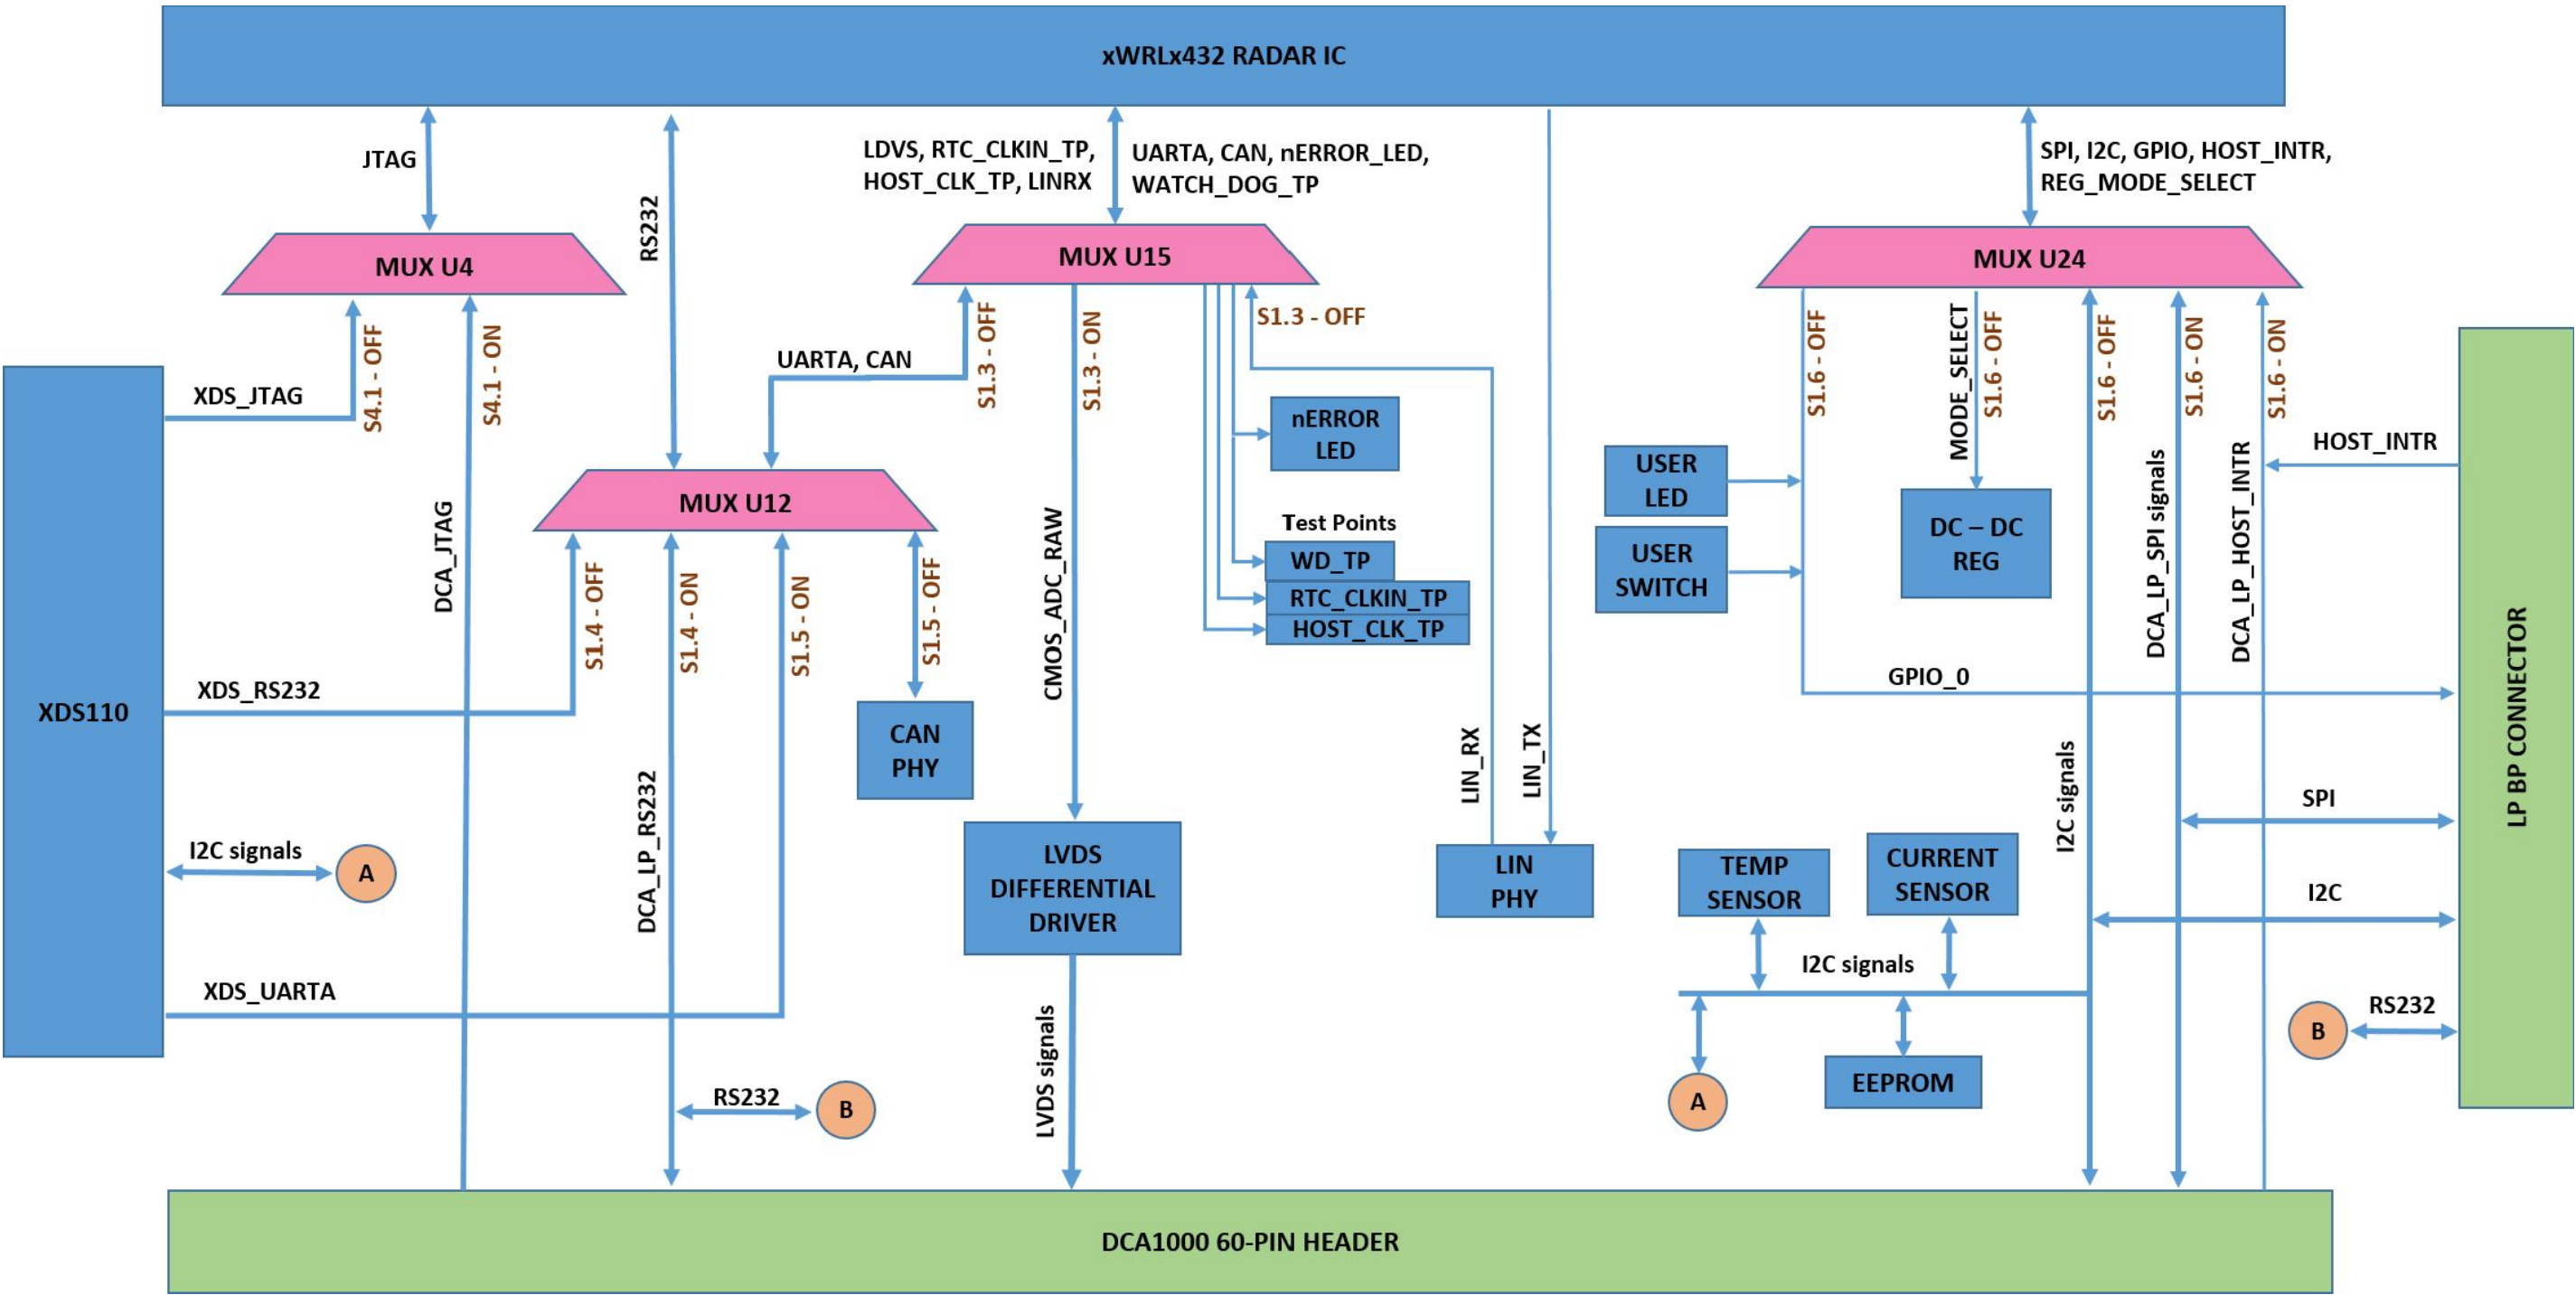 xWRLx432 RADAR IC
JTAG
RS232
LDVS, RTC_CLKIN_TP,
HOST_CLK_TP, LINRX
UARTA, CAN, nERROR_LED,
WATCH_DOG_TP
SPI, I2C, GPIO, HOST_INTR,
REG_MODE_SELECT
MUX U4
MUX U15
MUX U24
S4.1 - OFF
S4.1 - ON
XDS_JTAG
UARTA, CAN
S1.3 - OFF
S1.3 - ON
S1.3 - OFF
nERROR
LED
S1.6 - OFF
MODE_SELECT
S1.6 - OFF
S1.6 - OFF
S1.6 - ON
S1.6 - ON
HOST_INTR
USER
LED
USER
SWITCH
DC – DC
REG
DCA_LP_SPI signals
DCA_LP_HOST_INTR
MUX U12
DCA_JTAG
S1.4 - OFF
S1.4 - ON
S1.5 - ON
S1.5 - OFF
CMOS_ADC_RAW
Test Points
WD_TP
RTC_CLKIN_TP
HOST_CLK_TP
XDS110
XDS_RS232
CAN
PHY
GPIO_0
LP BP CONNECTOR
LIN_RX
LIN_TX
I2C signals
SPI
I2C signals
A
DCA_LP_RS232
LVDS
DIFFERENTIAL
DRIVER
LIN
PHY
TEMP
SENSOR
CURRENT
SENSOR
I2C
I2C signals
XDS_UARTA
LVDS signals
RS232
B
A
EEPROM
B
RS232
DCA1000 60-PIN HEADER